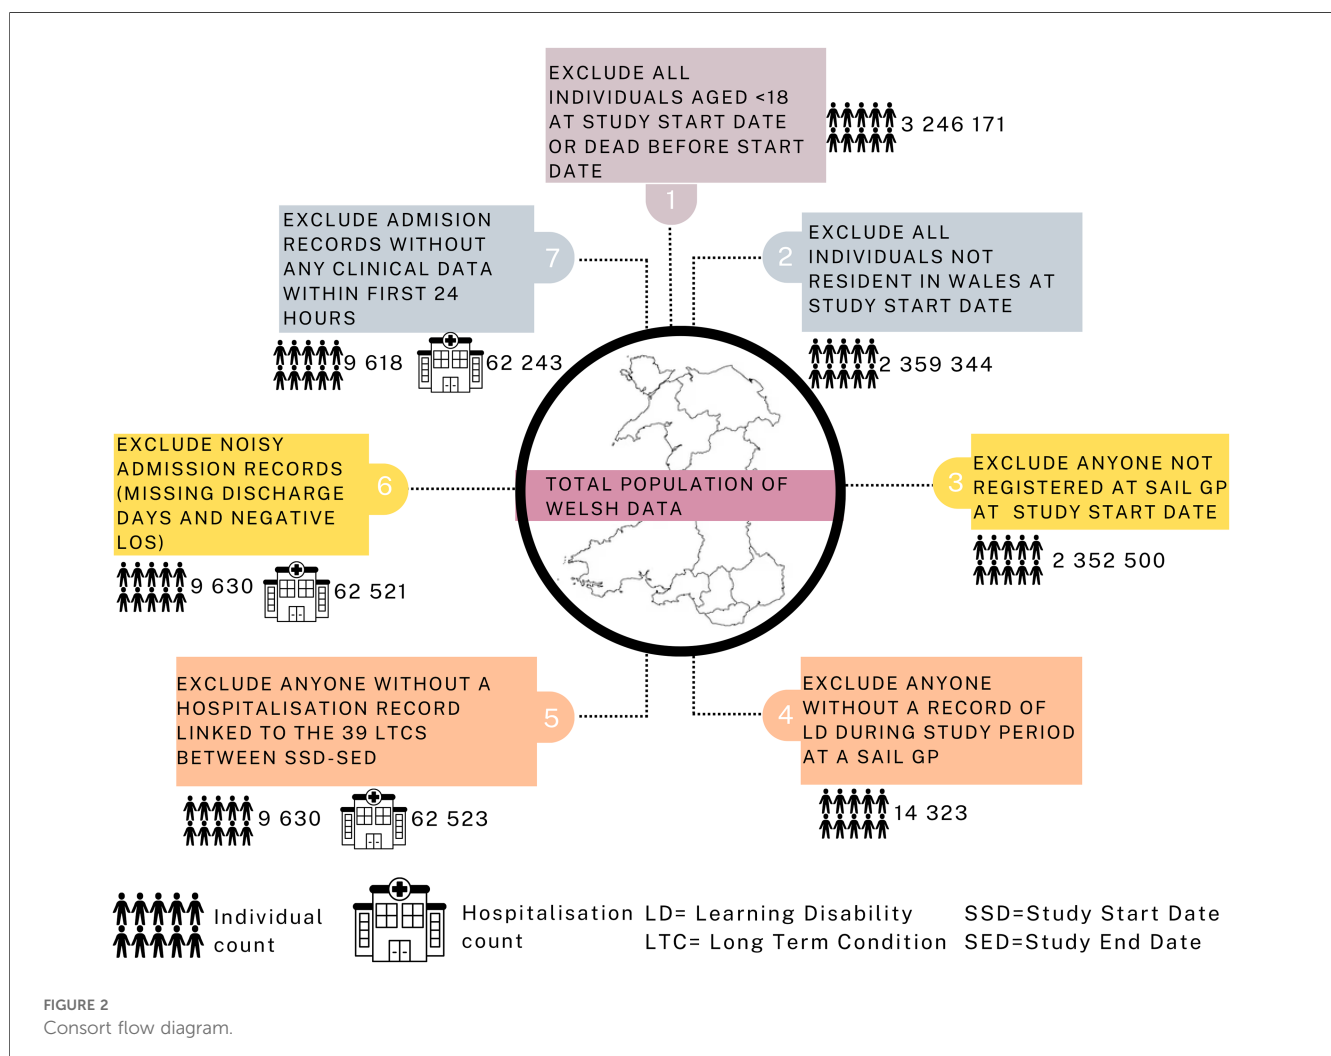 EXCLUDE ALL
INDIVIDUALS AGED <18
AT STUDY START DATE
OR DEAD BEFORE START
DATE
3 246 171
1
EXCLUDE ALL
INDIVIDUALS NOT
RESIDENT IN WALES AT
STUDY START DATE
2
2 359 344
EXCLUDE ANYONE NOT
REGISTERED AT SAIL GP
AT STUDY START DATE
3
2 352 500
EXCLUDE ANYONE
WITHOUT A RECORD OF
LD DURING STUDY PERIOD
AT A SAIL GP
4
14 323
EXCLUDE ANYONE WITHOUT A
HOSPITALISATION RECORD
LINKED TO THE 39 LTCS
BETWEEN SSD-SED
5
9 630
62 523
EXCLUDE NOISY
ADMISSION RECORDS
(MISSING DISCHARGE
DAYS AND NEGATIVE
LOS)
6
9 630
62 521
EXCLUDE ADMISION
RECORDS WITHOUT
ANY CLINICAL DATA
WITHIN FIRST 24
HOURS
7
9 618
62 243
TOTAL POPULATION OF
WELSH DATA
Individual
count
Hospitalisation
count
LD= Learning Disability
LTC= Long Term Condition
SSD=Study Start Date
SED=Study End Date
FIGURE 2
Consort flow diagram.